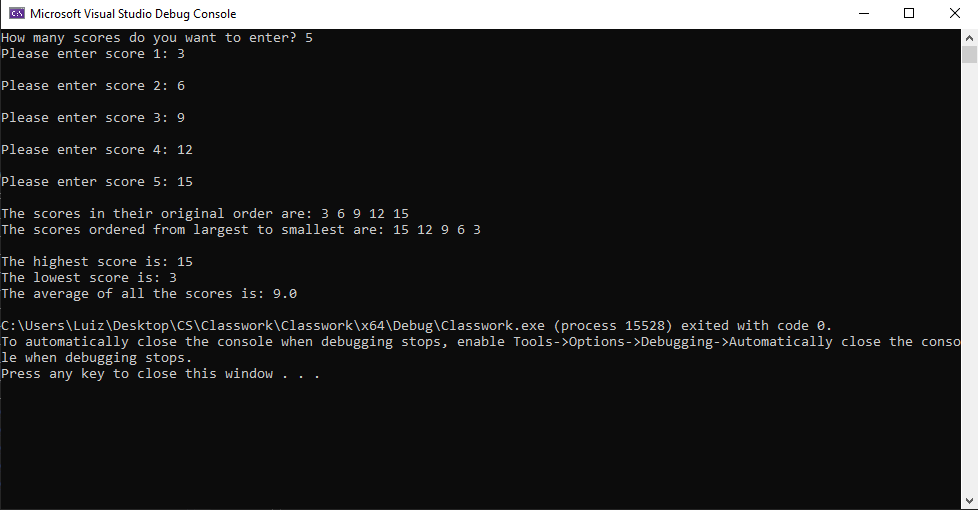 Microsoft Visual Studio Debug Console
How many scores do you want to enter? 5
Please enter score 1: 3
Please enter score 2: 6
Please enter score 3: 9
Please enter score 4: 12
Please enter score 5: 15
The scores in their original order are: 3 6 9 12 15
The scores ordered from largest to smallest are: 15 12 9 6 3
The highest score is: 15
The lowest score is: 3
The average of all the scores is: 9.0
C:\Users\Luiz\Desktop\CS\Classwork\Classwork\x64\Debug\Classwork.exe (process 15528) exited with code 0.
To automatically close the console when debugging stops, enable Tools->Options->Debugging->Automatically close the conso
le when debugging stops.
Press any key to close this window . . .